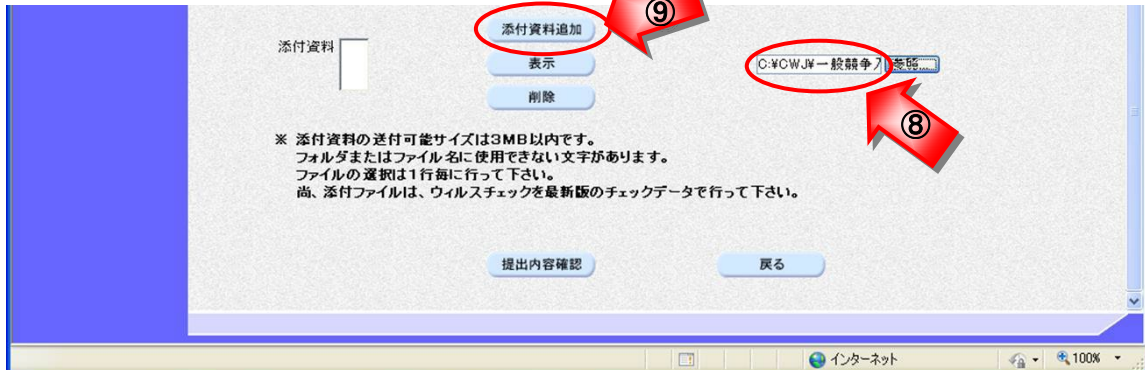 ⑨
添付資料追加
添付資料
表示
C:¥CWJ¥一般競争入
参照...
削除
⑧
※ 添付資料の送付可能サイズは3MB以内です。
フォルダまたはファイル名に使用できない文字があります。
ファイルの選択は1行毎に行って下さい。
尚、添付ファイルは、ウィルスチェックを最新版のチェックデータで行って下さい。
提出内容確認
戻る
インターネット
100%